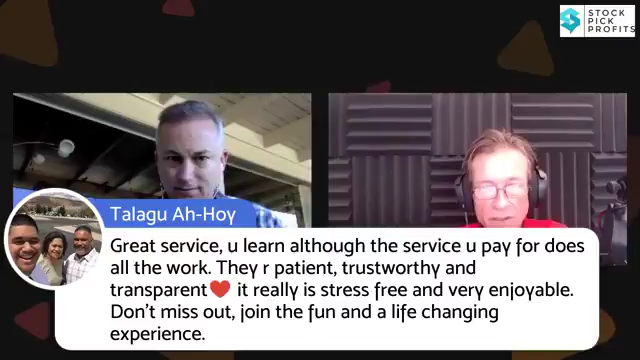 STOCK
PICK
PROFITS
Talagu Ah-Hoy
Great service, u learn although the service u pay for does
all the work. They r patient, trustworthy and
transparent❤️ it really is stress free and very enjoyable.
Don't miss out, join the fun and a life changing
experience.